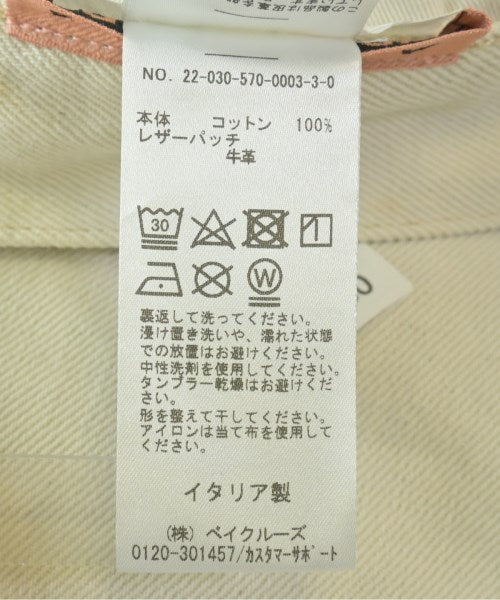 NO. 22-030-570-0003-3-0
本体 コットン 100%
レザーパッチ
牛革
30
W
裏返して洗ってください。
浸け置き洗いや、濡れた状態
での放置はお避けください。
中性洗剤を使用してください。
タンブラー乾燥はお避けくださ
い。
形を整えて干してください。
アイロンは当て布を使用して
ください。
イタリア製
(株) ベイクルーズ
0120-301457/カスタマーサポート